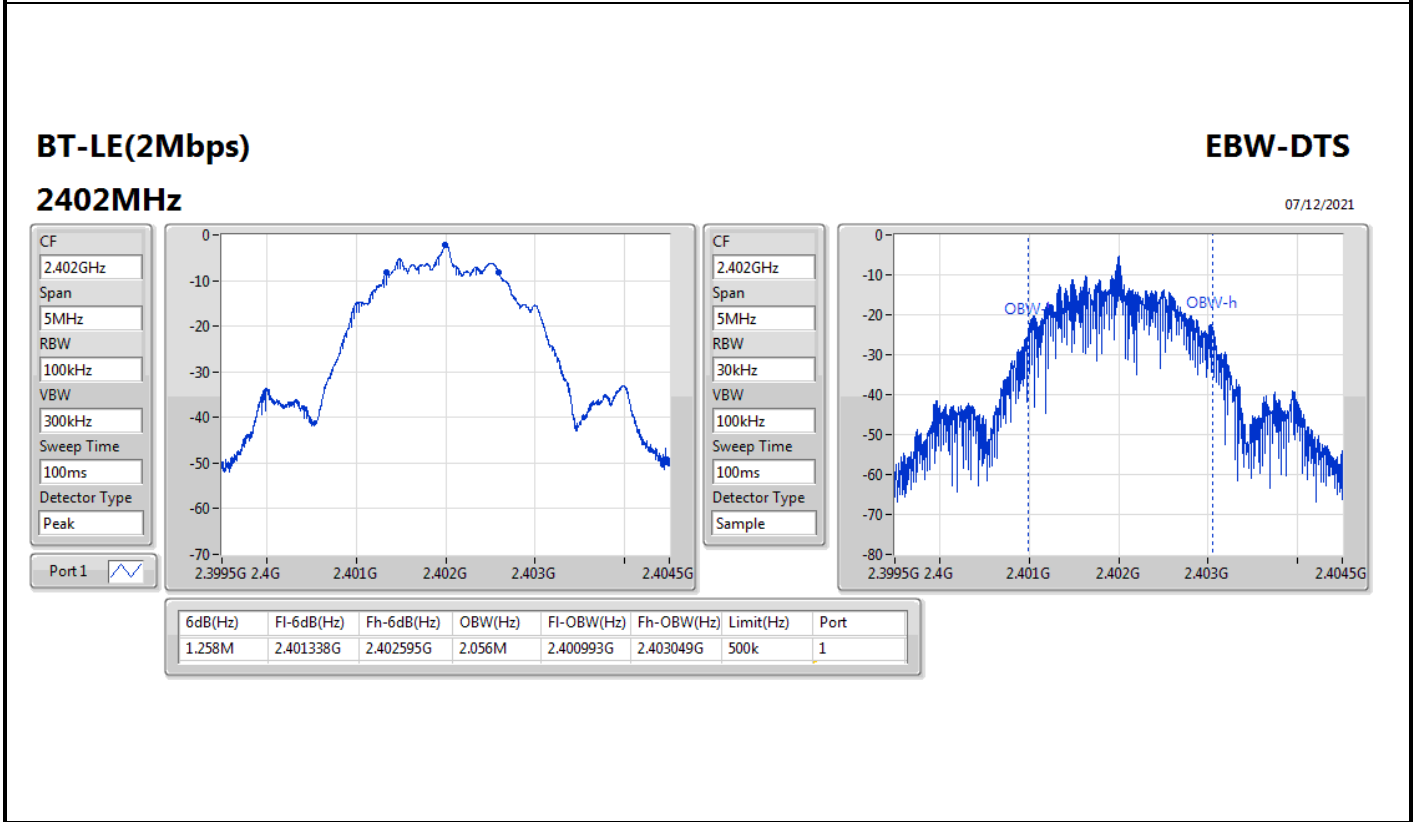 BT-LE(2Mbps)
EBW-DTS
2402MHz
07/12/2021
CF
2.402GHz
Span
5MHz
RBW
100kHz
VBW
300kHz
Sweep Time
100ms
Detector Type
Peak
Port 1
0
-10
-20
-30
-40
-50
-60
-70
2.3995G 2.4G 2.401G 2.402G 2.403G 2.4045G
CF
2.402GHz
Span
5MHz
RBW
30kHz
VBW
100kHz
Sweep Time
100ms
Detector Type
Sample
0
-10
-20
-30
-40
-50
-60
-70
-80
OBW- OBW-h
2.3995G 2.4G 2.401G 2.402G 2.403G 2.4045G
6dB(Hz) Fl-6dB(Hz) Fh-6dB(Hz) OBW(Hz) Fl-OBW(Hz) Fh-OBW(Hz) Limit(Hz) Port
1.258M 2.401338G 2.402595G 2.056M 2.400993G 2.403049G 500k 1